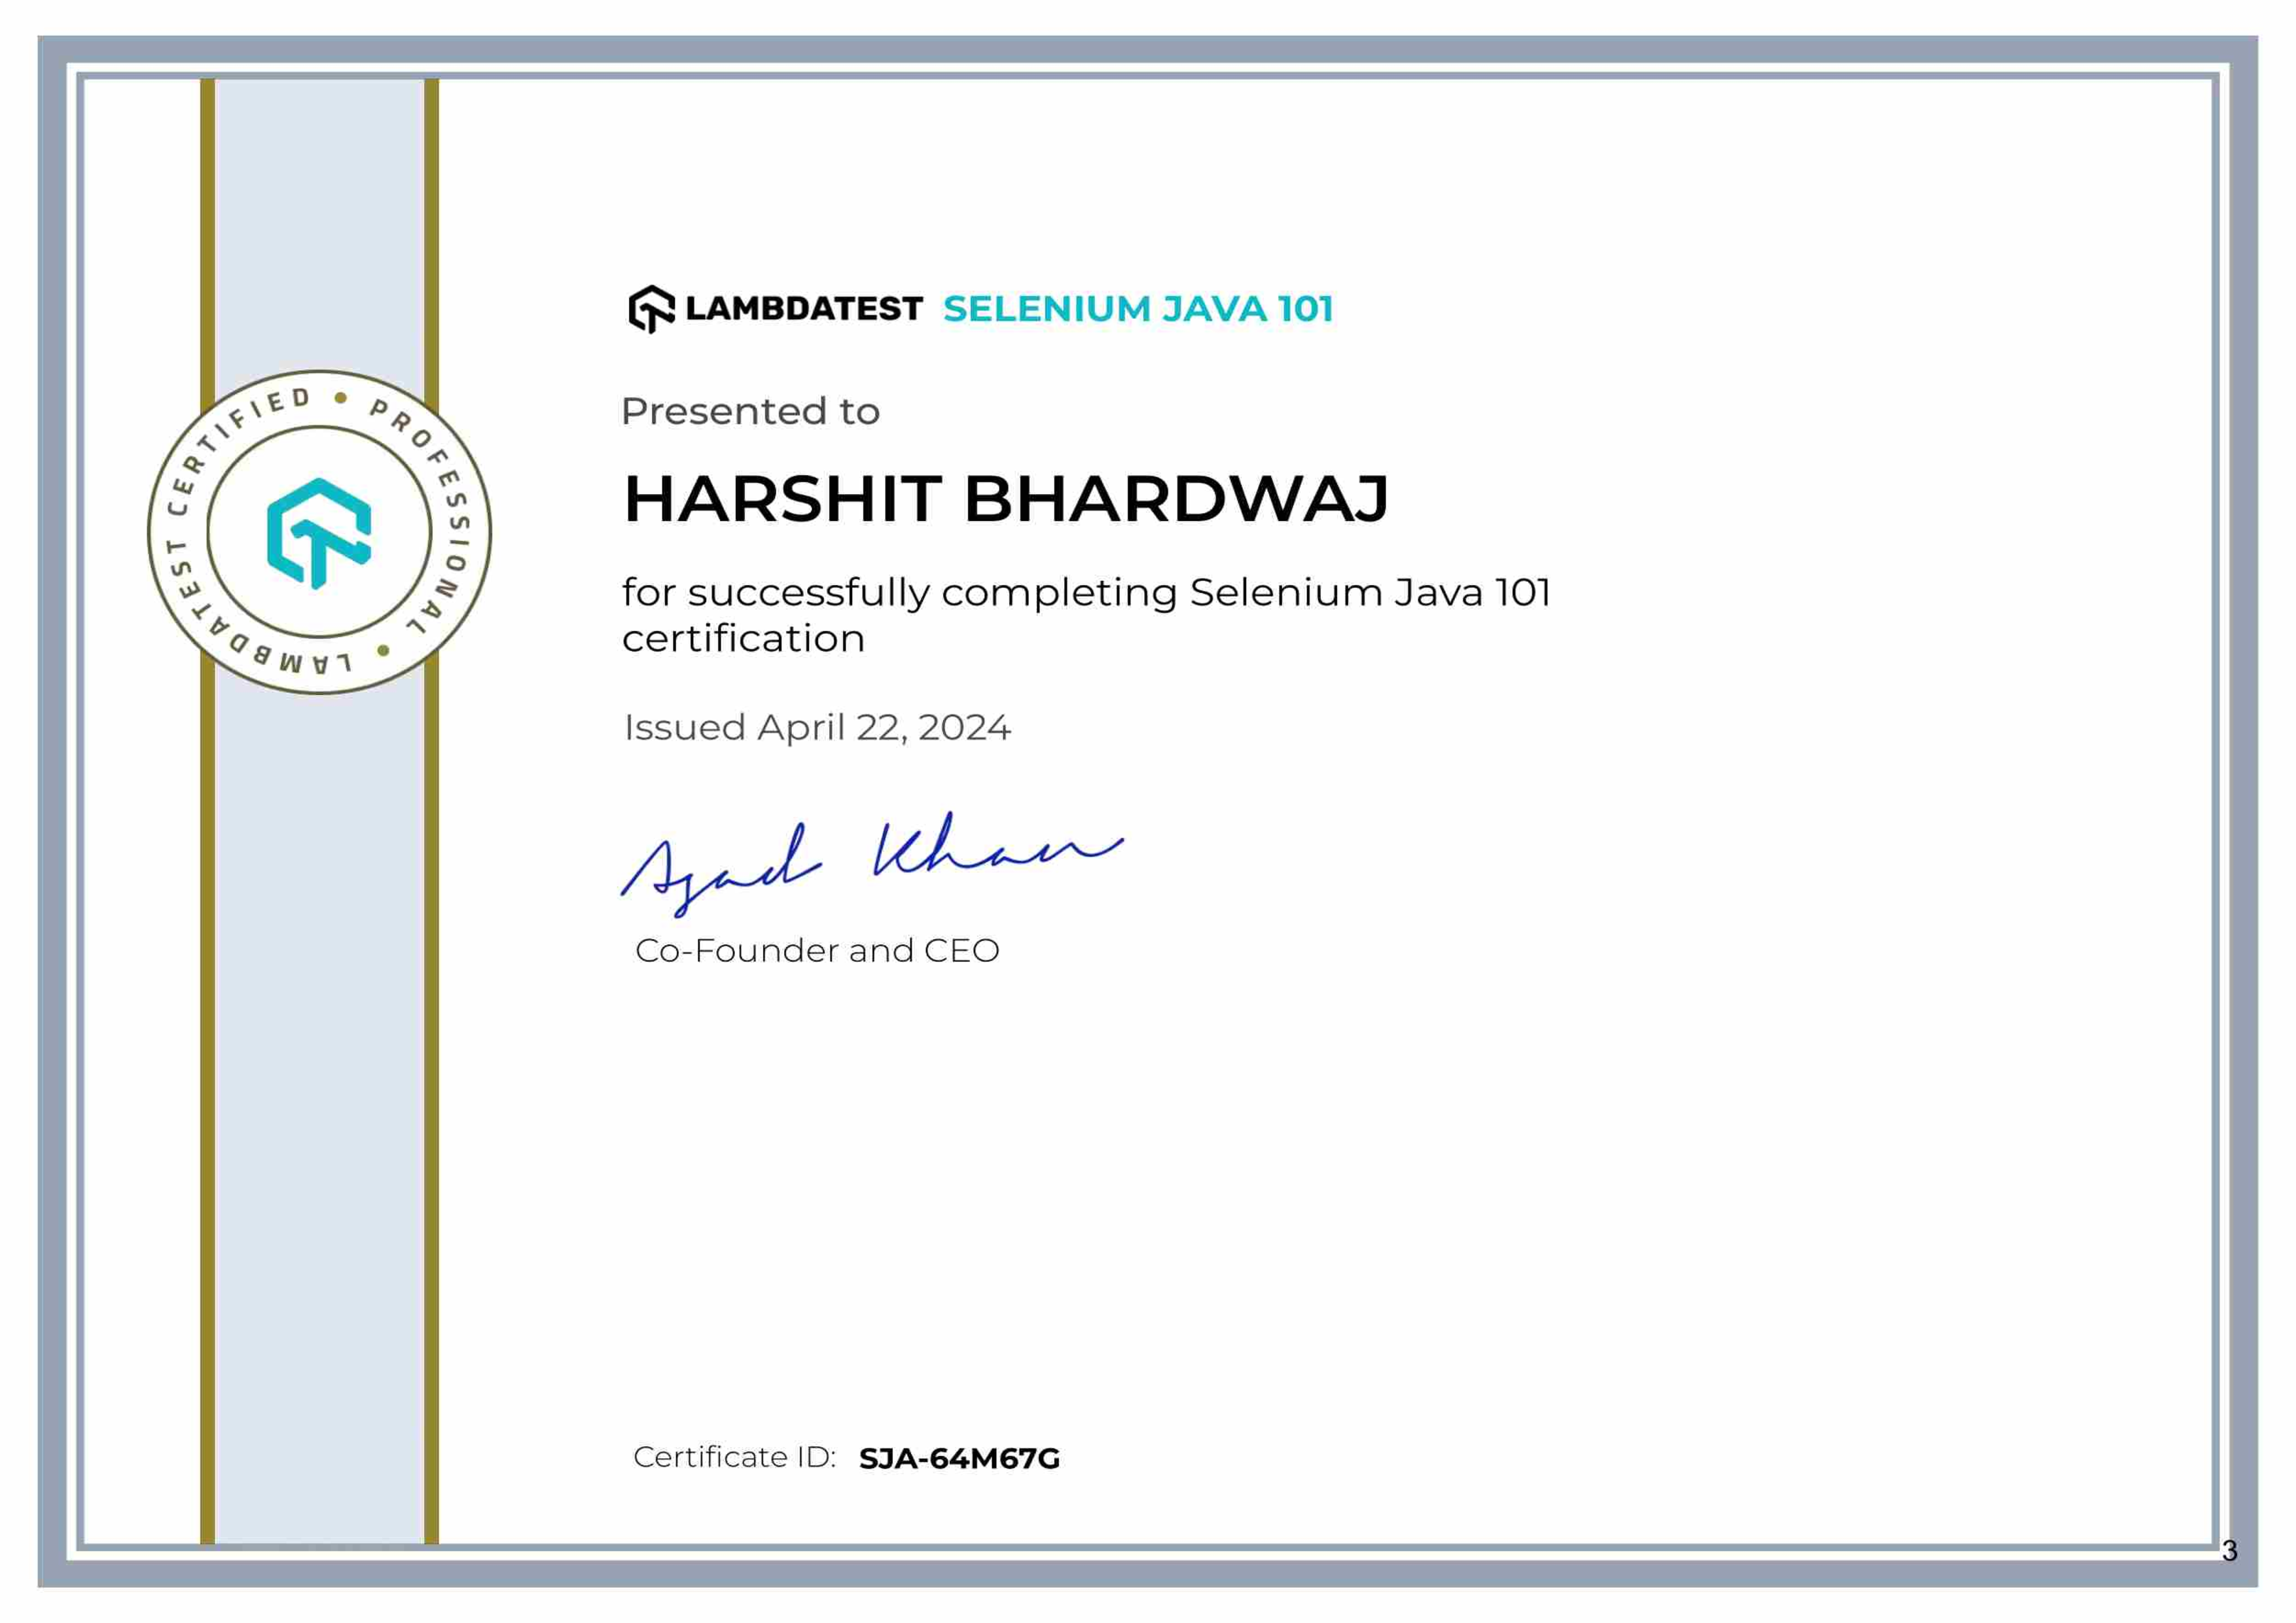 LAMBDATEST SELENIUM JAVA 101
Presented to
HARSHIT BHARDWAJ
for successfully completing Selenium Java 101
certification
Issued April 22, 2024
Azad Khan
Co-Founder and CEO
LAMBDATEST CERTIFIED • PROFESSIONAL •
Certificate ID: SJA-64M67G
3